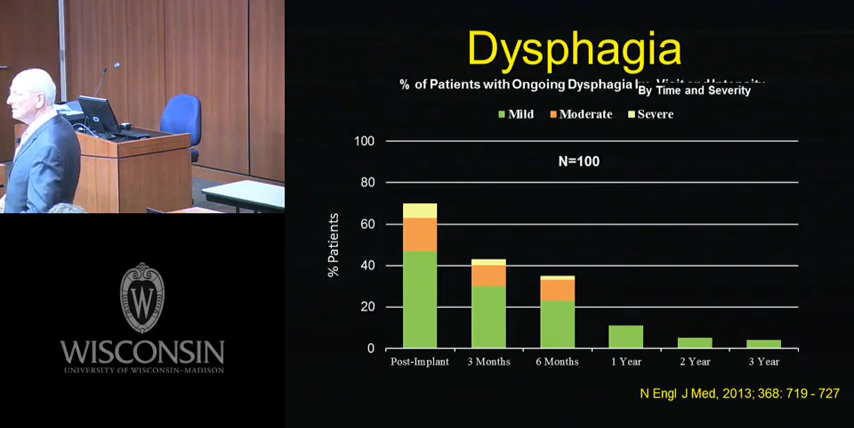 Dysphagia
% of Patients with Ongoing Dysphagia by
By Time and Severity
Mild Moderate Severe
100
N=100
80
60
40
20
0
% Patients
Post-Implant 3 Months 6 Months 1 Year 2 Year 3 Year
N Engl J Med, 2013; 368: 719 - 727
W
WISCONSIN
UNIVERSITY OF WISCONSIN–MADISON